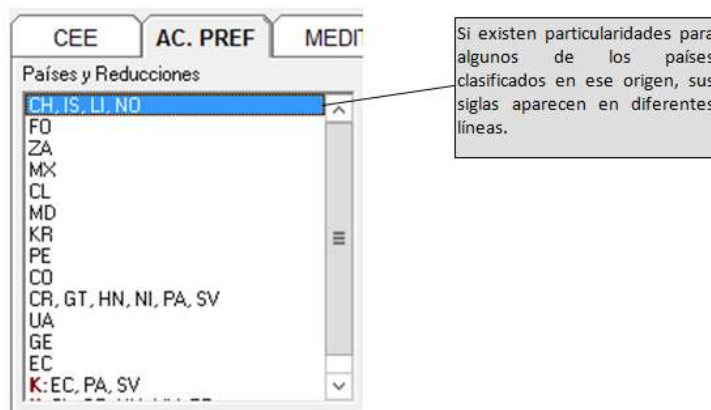 CEE AC. PREF MEDIT
Países y Reducciones
CH, IS, LI, NO
FO
ZA
MX
CL
MD
KR
PE
CO
CR, GT, HN, NI, PA, SV
UA
GE
EC
K: EC, PA, SV
Si existen particularidades para
algunos de los países
clasificados en ese origen, sus
siglas aparecen en diferentes
líneas.